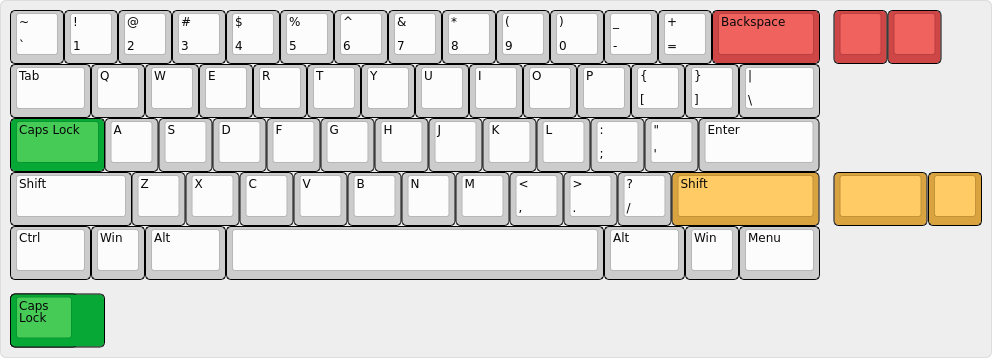 ~ ! @ # $ % ^ & * ( ) _ + Backspace
` 1 2 3 4 5 6 7 8 9 0 - =
Tab Q W E R T Y U I O P { } |
[ ] \
Caps Lock A S D F G H J K L : " Enter
; '
Shift Z X C V B N M < > ? Shift
, . /
Ctrl Win Alt Alt Win Menu
Caps
Lock